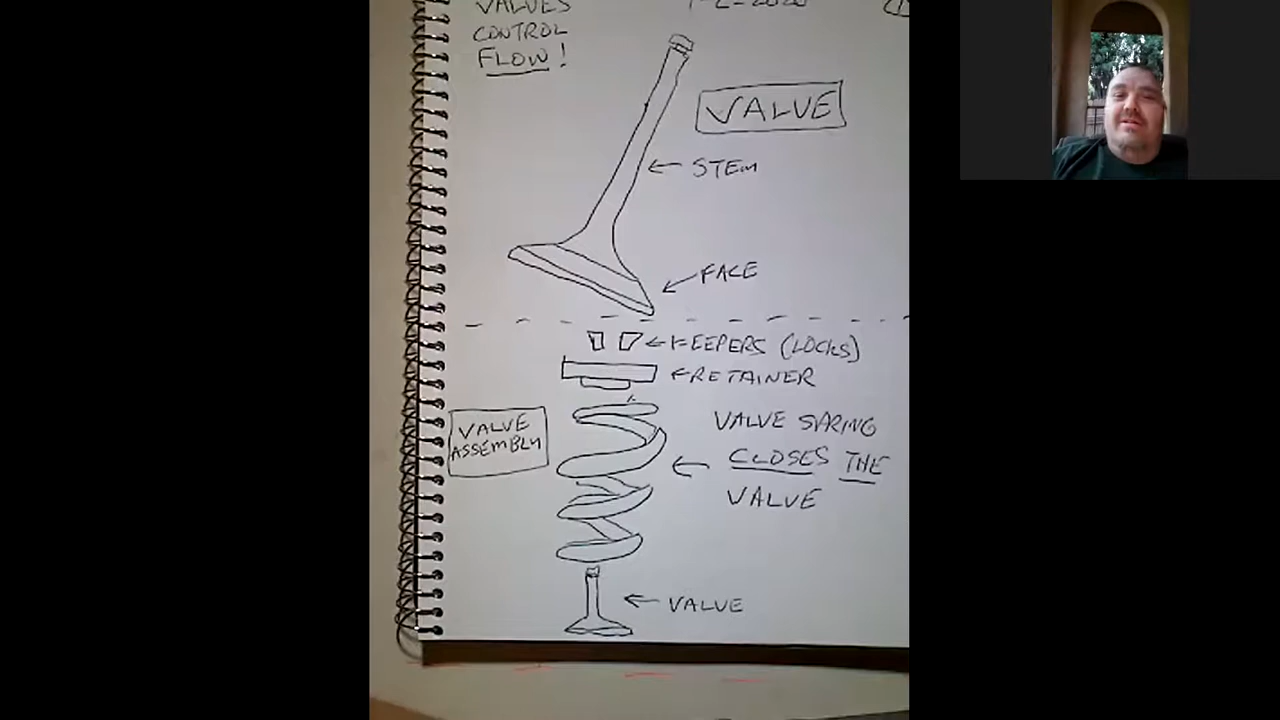 VALVES
CONTROL
FLOW!
VALVE
← STEM
← FACE
← KEEPERS (LOCKS)
← RETAINER
VALVE
ASSEMBLY
VALVE SPRING
← CLOSES THE
VALVE
← VALVE